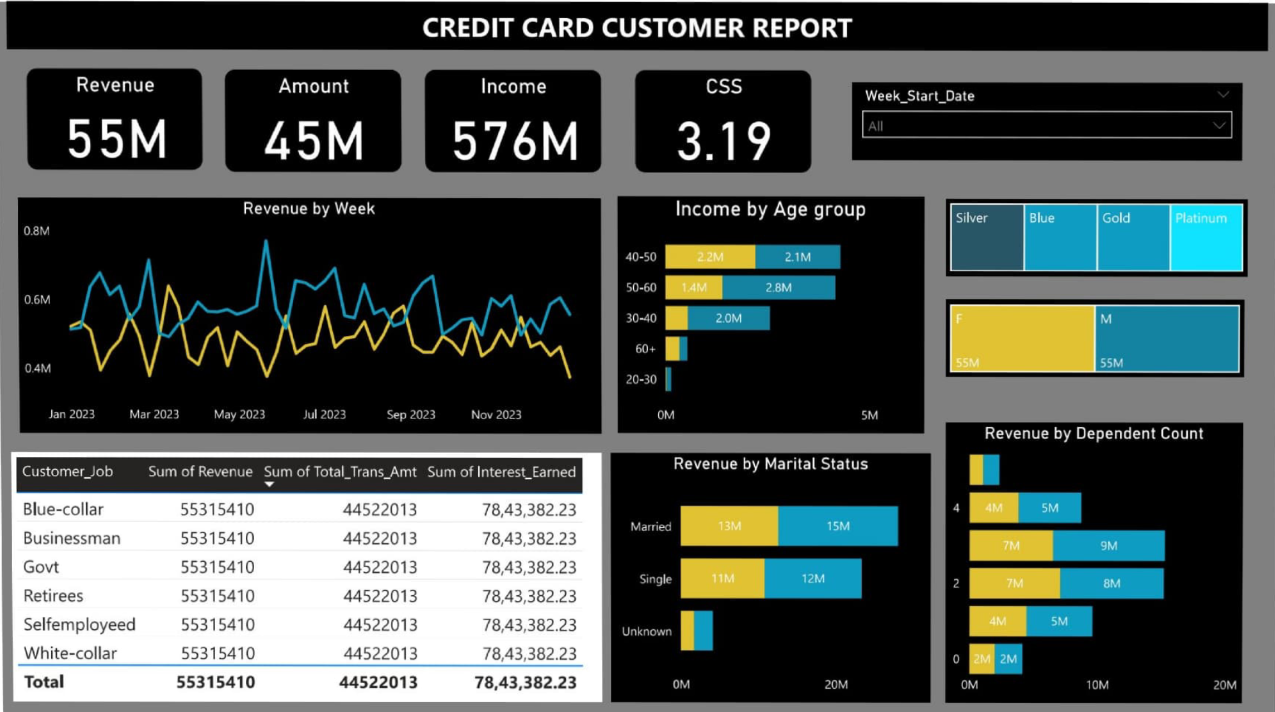 CREDIT CARD CUSTOMER REPORT
Revenue
55M
Amount
45M
Income
576M
CSS
3.19
Week_Start_Date
All
Revenue by Week
0.8M
0.6M
0.4M
Jan 2023 Mar 2023 May 2023 Jul 2023 Sep 2023 Nov 2023
Income by Age group
40-50 2.2M 2.1M
50-60 1.4M 2.8M
30-40 2.0M
60+
20-30
0M 5M
Silver Blue Gold Platinum
F M
55M 55M
Customer_Job Sum of Revenue Sum of Total_Trans_Amt Sum of Interest_Earned
Blue-collar 55315410 44522013 78,43,382.23
Businessman 55315410 44522013 78,43,382.23
Govt 55315410 44522013 78,43,382.23
Retirees 55315410 44522013 78,43,382.23
Selfemployeed 55315410 44522013 78,43,382.23
White-collar 55315410 44522013 78,43,382.23
Total 55315410 44522013 78,43,382.23
Revenue by Marital Status
Married 13M 15M
Single 11M 12M
Unknown
0M 20M
Revenue by Dependent Count
4 4M 5M
7M 9M
2 7M 8M
4M 5M
0 2M 2M
0M 10M 20M